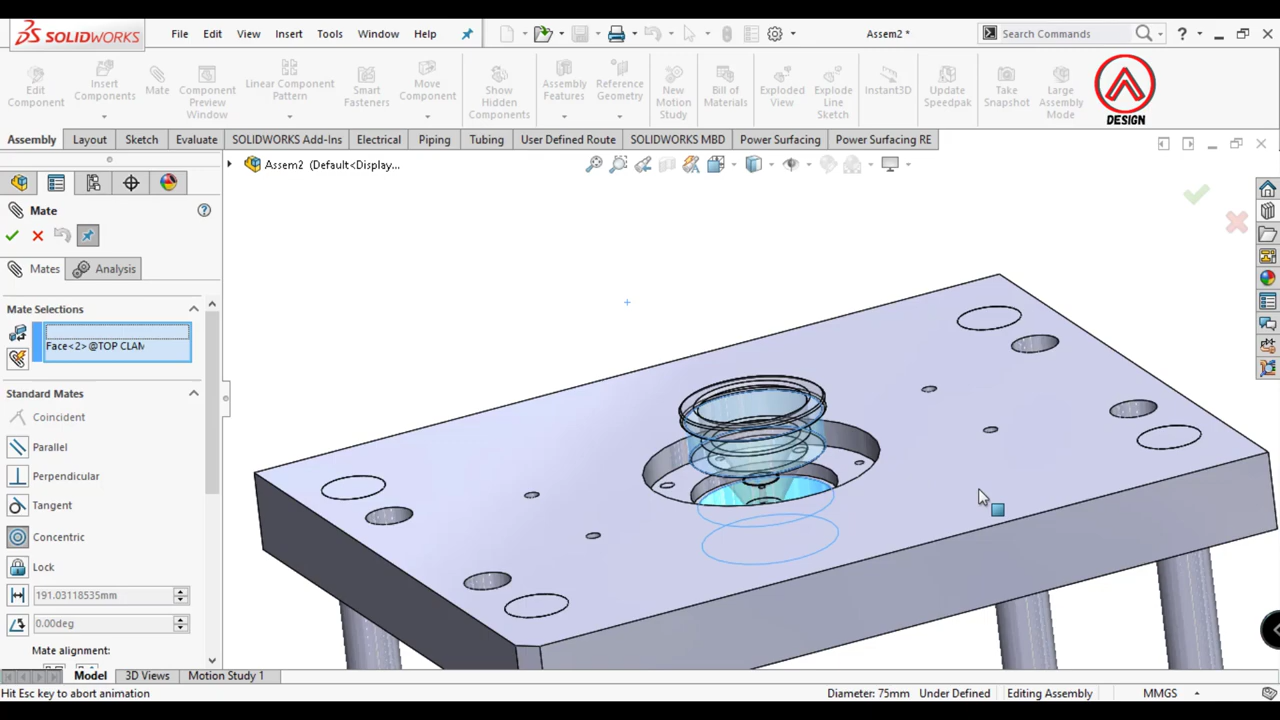 SOLIDWORKS
File Edit View Insert Tools Window Help
Assem2 *
Search Commands
?
Edit Component
Insert Components
Mate
Component Preview Window
Linear Component Pattern
Smart Fasteners
Move Component
Show Hidden Components
Assembly Features
Reference Geometry
New Motion Study
Bill of Materials
Exploded View
Explode Line Sketch
Instant3D
Update Speedpak
Take Snapshot
Large Assembly Mode
DESIGN
Assembly Layout Sketch Evaluate SOLIDWORKS Add-Ins Electrical Piping Tubing User Defined Route SOLIDWORKS MBD Power Surfacing Power Surfacing RE
Assem2 (Default<Display...
Mate
?
Mates Analysis
Mate Selections
Face<2> @TOP CLAM
Standard Mates
Coincident
Parallel
Perpendicular
Tangent
Concentric
Lock
191.03118535mm
0.00deg
Mate alignment:
Model 3D Views Motion Study 1
Hit Esc key to abort animation
Diameter: 75mm Under Defined Editing Assembly MMGS